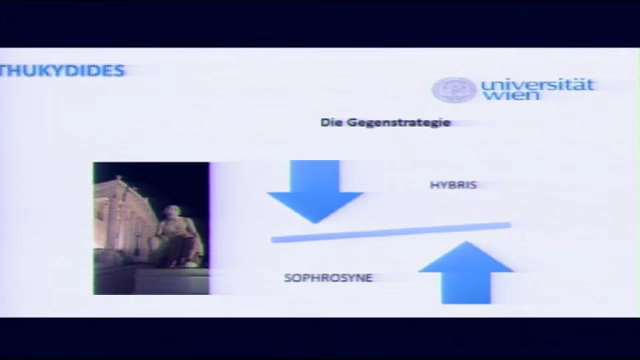 THUKYDIDES
universität
wien
Die Gegenstrategie
HYBRIS
SOPHROSYNE